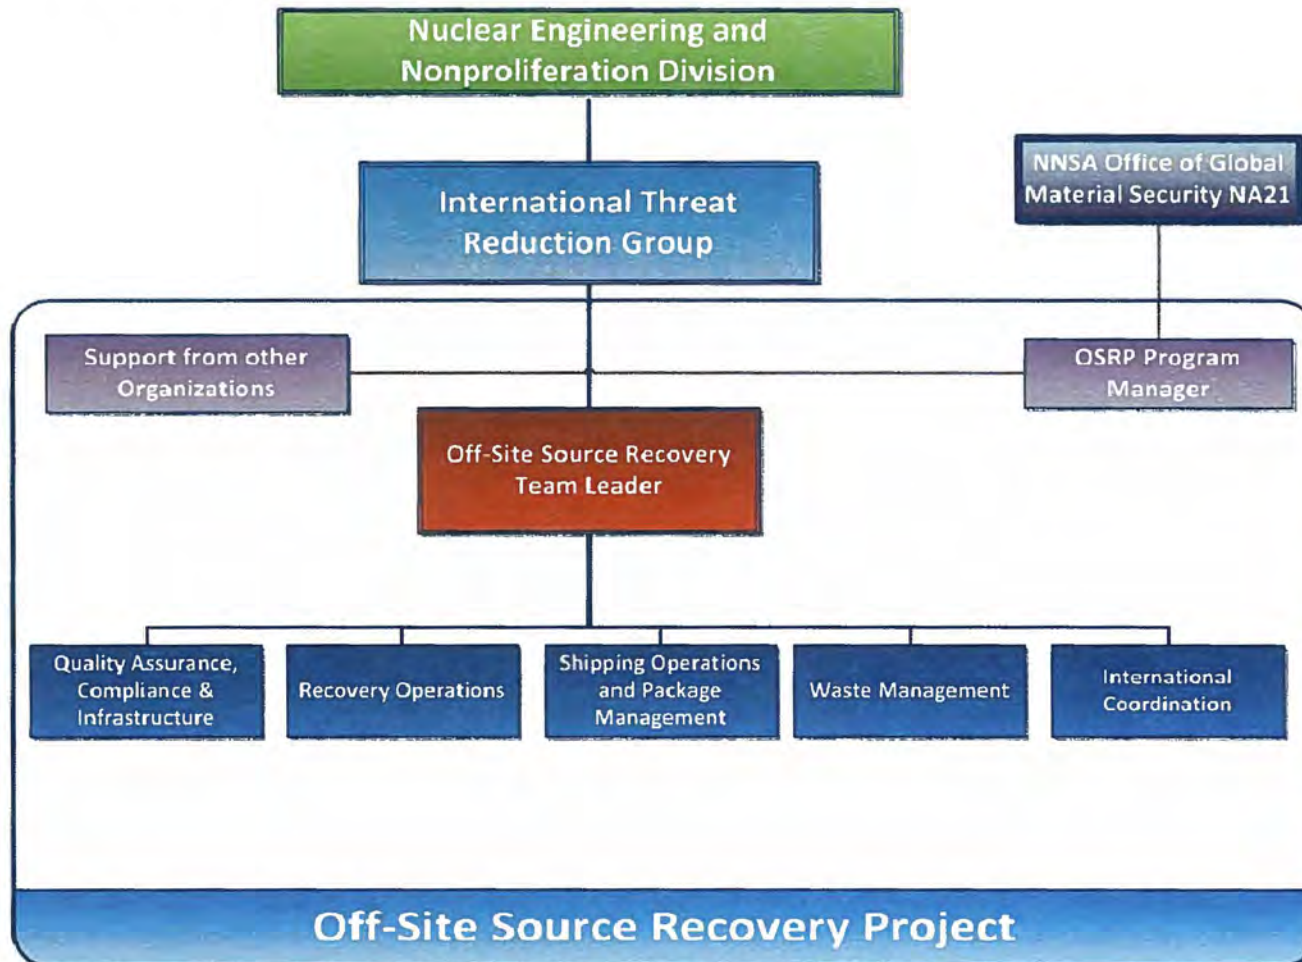 Nuclear Engineering and
Nonproliferation Division
NNSA Office of Global
Material Security NA21
International Threat
Reduction Group
Support from other
Organizations
OSRP Program
Manager
Off-Site Source Recovery
Team Leader
Quality Assurance,
Compliance &
Infrastructure
Recovery Operations
Shipping Operations
and Package
Management
Waste Management
International
Coordination
Off-Site Source Recovery Project